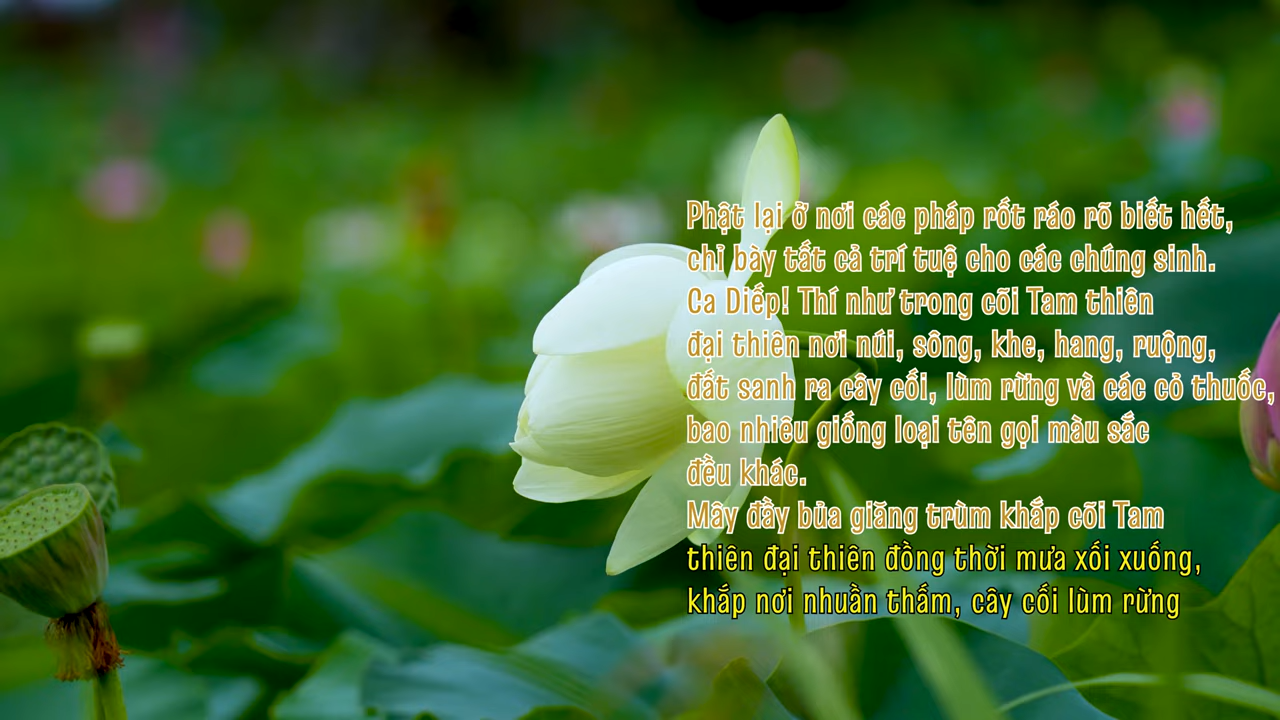 Phật lại ở nơi các pháp rốt ráo rõ biết hết,
chỉ bày tất cả trí tuệ cho các chúng sinh.
Ca Diếp! Thí như trong cõi Tam thiên
đại thiên nơi núi, sông, khe, hang, ruộng,
đất sanh ra cây cối, lùm rừng và các cỏ thuốc,
bao nhiêu giống loại tên gọi màu sắc
đều khác.
Mây đầy bủa giăng trùm khắp cõi Tam
thiên đại thiên đồng thời mưa xối xuống,
khắp nơi nhuần thấm, cây cối lùm rừng